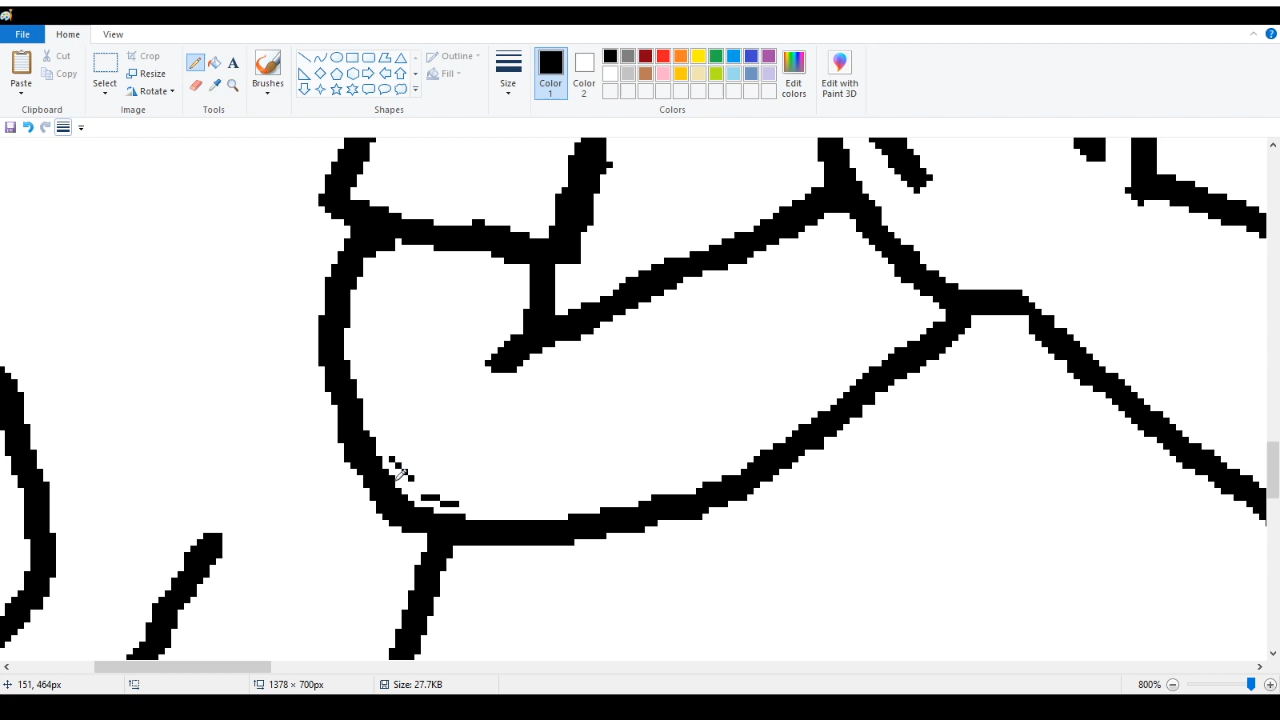 File Home View
Paste
Cut
Copy
Clipboard
Select
Crop
Resize
Rotate
Image
A
Tools
Brushes
Shapes
Outline
Fill
Size
Color
1
Color
2
Edit
colors
Colors
Edit with
Paint 3D
151, 464px
1378 × 700px
Size: 27.7KB
800%